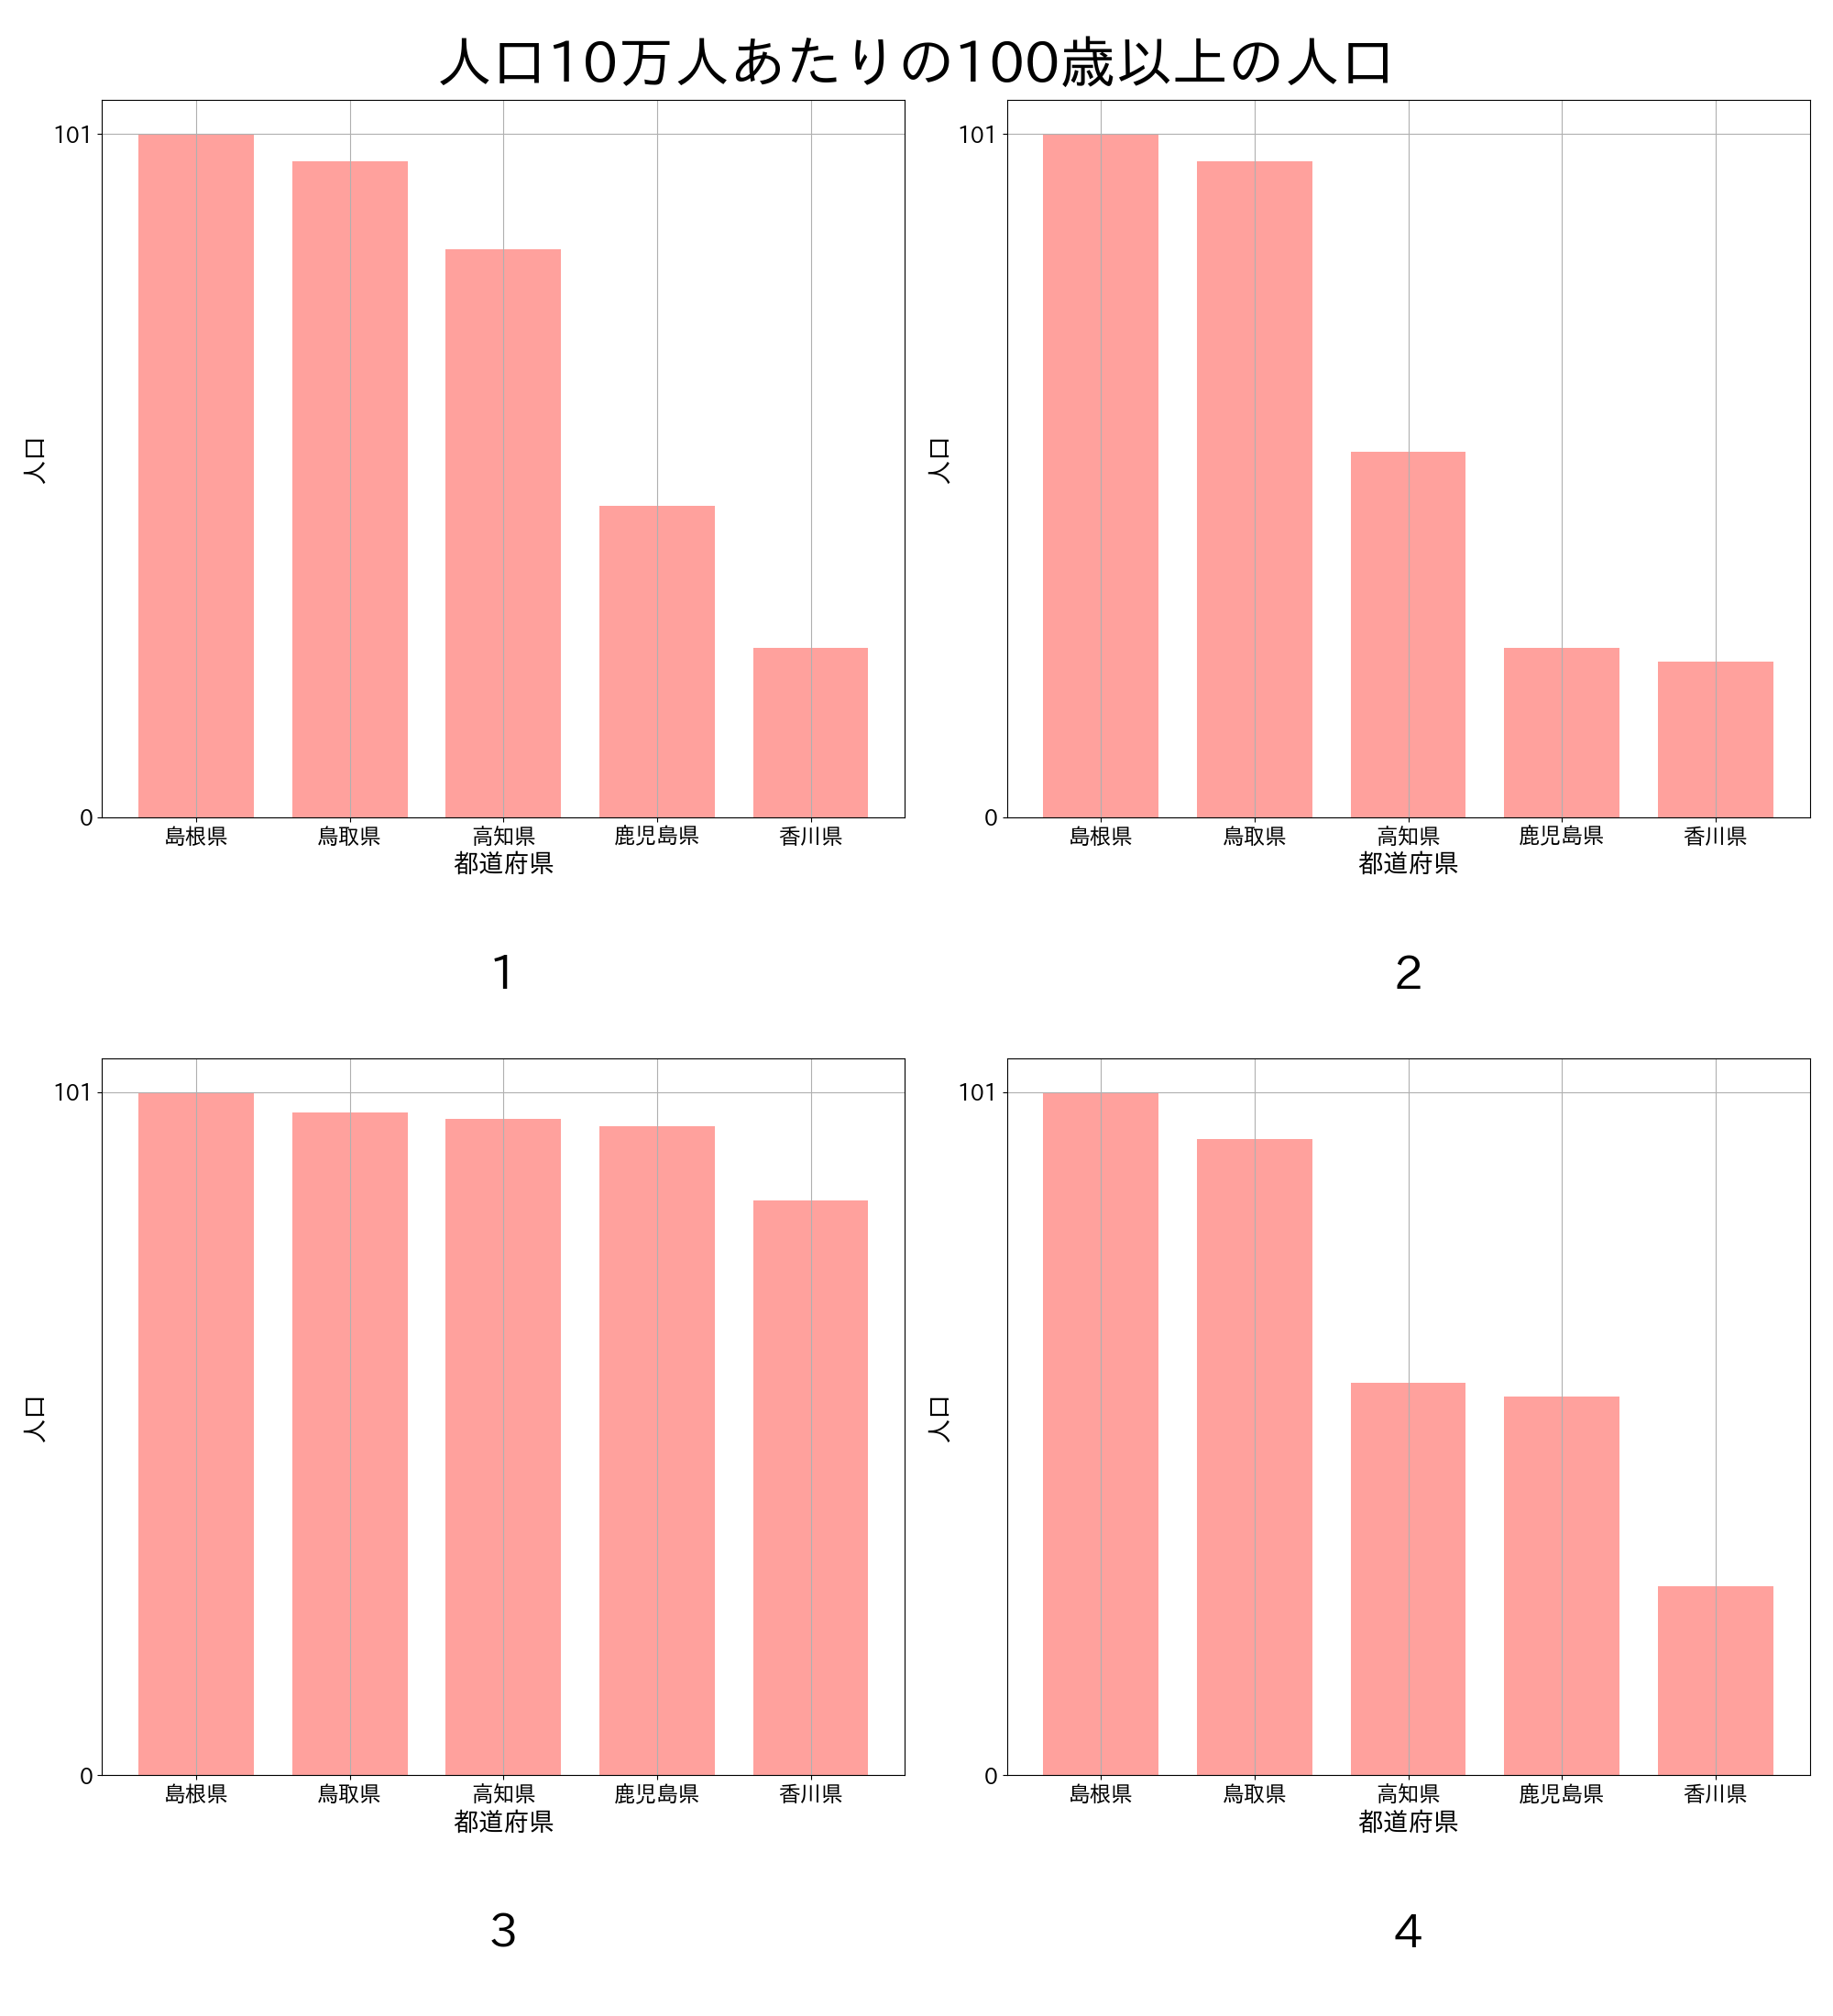 人口10万人あたりの100歳以上の人口
101
0
人口
島根県 鳥取県 高知県 鹿児島県 香川県
都道府県
1
101
0
人口
島根県 鳥取県 高知県 鹿児島県 香川県
都道府県
2
101
0
人口
島根県 鳥取県 高知県 鹿児島県 香川県
都道府県
3
101
0
人口
島根県 鳥取県 高知県 鹿児島県 香川県
都道府県
4